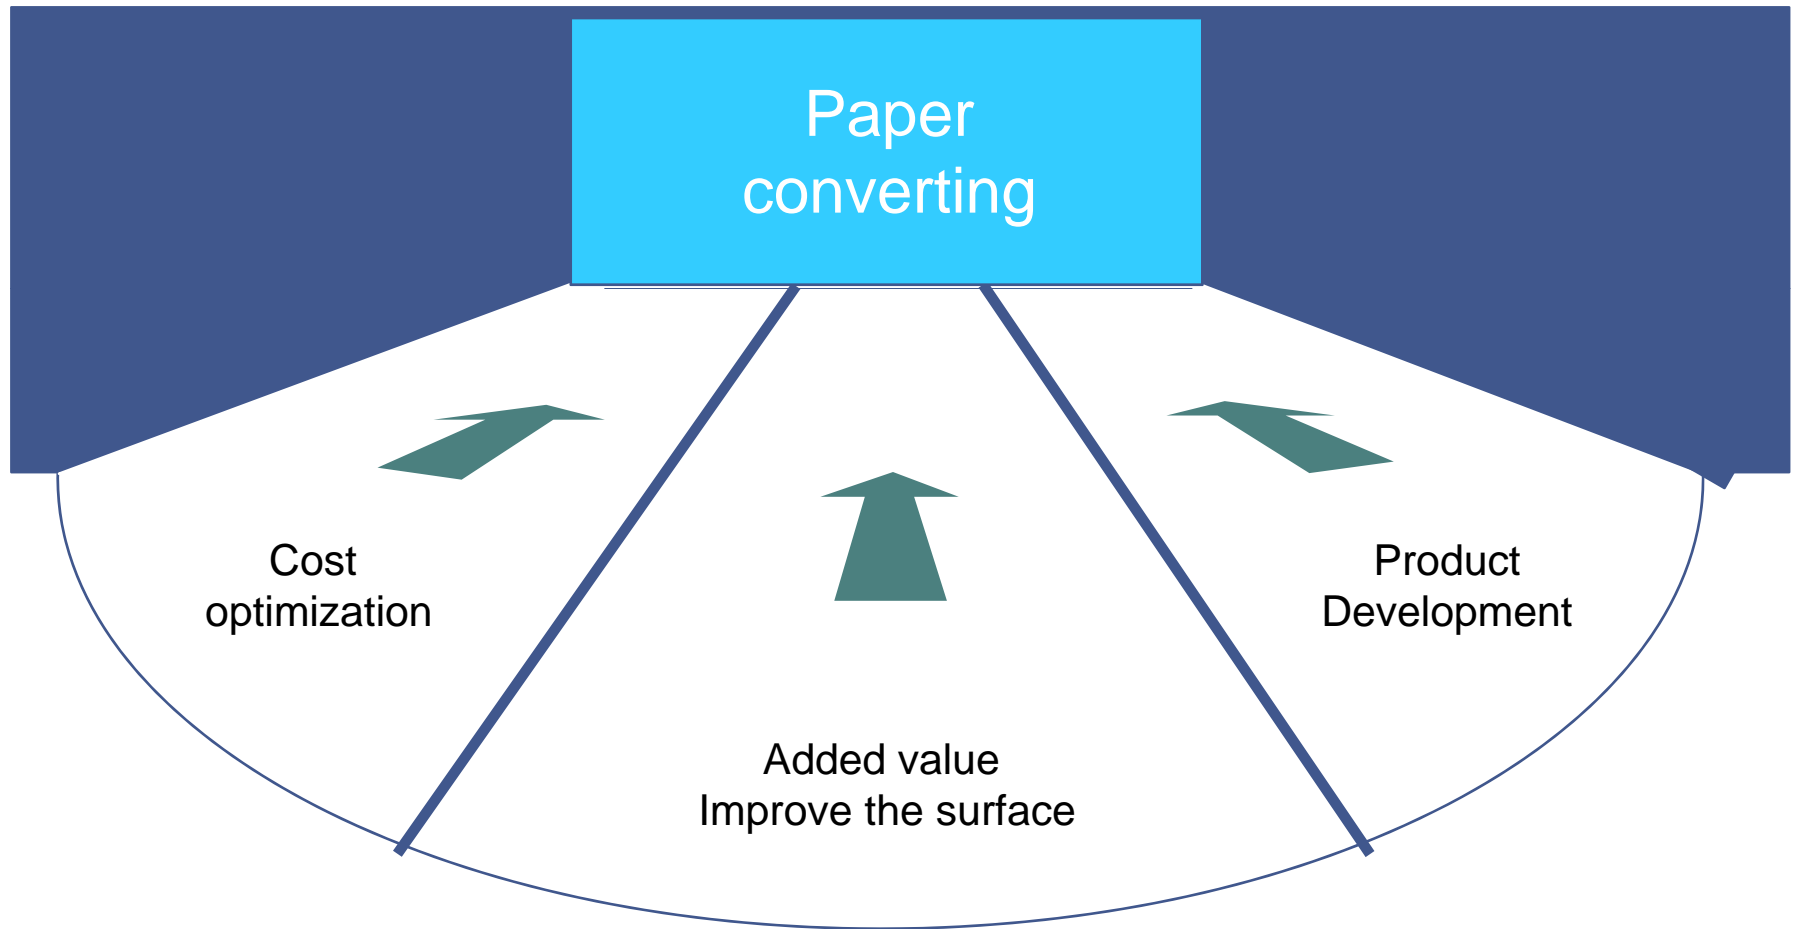 Paper
converting
Cost
optimization
Added value
Improve the surface
Product
Development